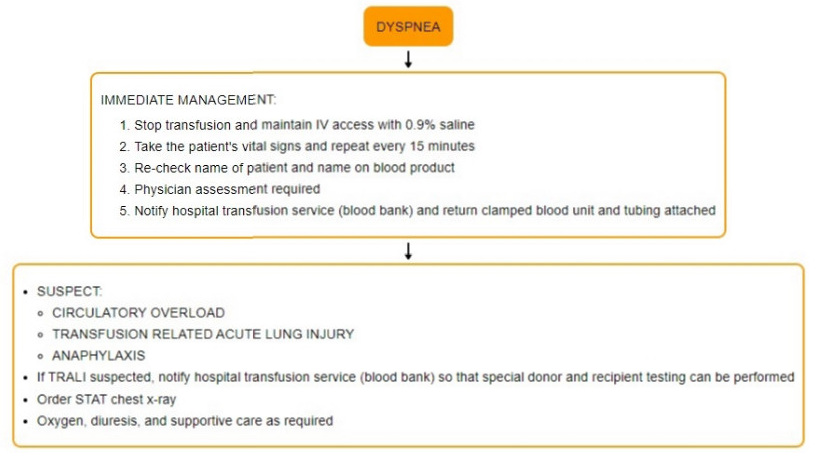 DYSPNEA
IMMEDIATE MANAGEMENT:
1. Stop transfusion and maintain IV access with 0.9% saline
2. Take the patient's vital signs and repeat every 15 minutes
3. Re-check name of patient and name on blood product
4. Physician assessment required
5. Notify hospital transfusion service (blood bank) and return clamped blood unit and tubing attached
• SUSPECT:
∘ CIRCULATORY OVERLOAD
∘ TRANSFUSION RELATED ACUTE LUNG INJURY
∘ ANAPHYLAXIS
• If TRALI suspected, notify hospital transfusion service (blood bank) so that special donor and recipient testing can be performed
• Order STAT chest x-ray
• Oxygen, diuresis, and supportive care as required